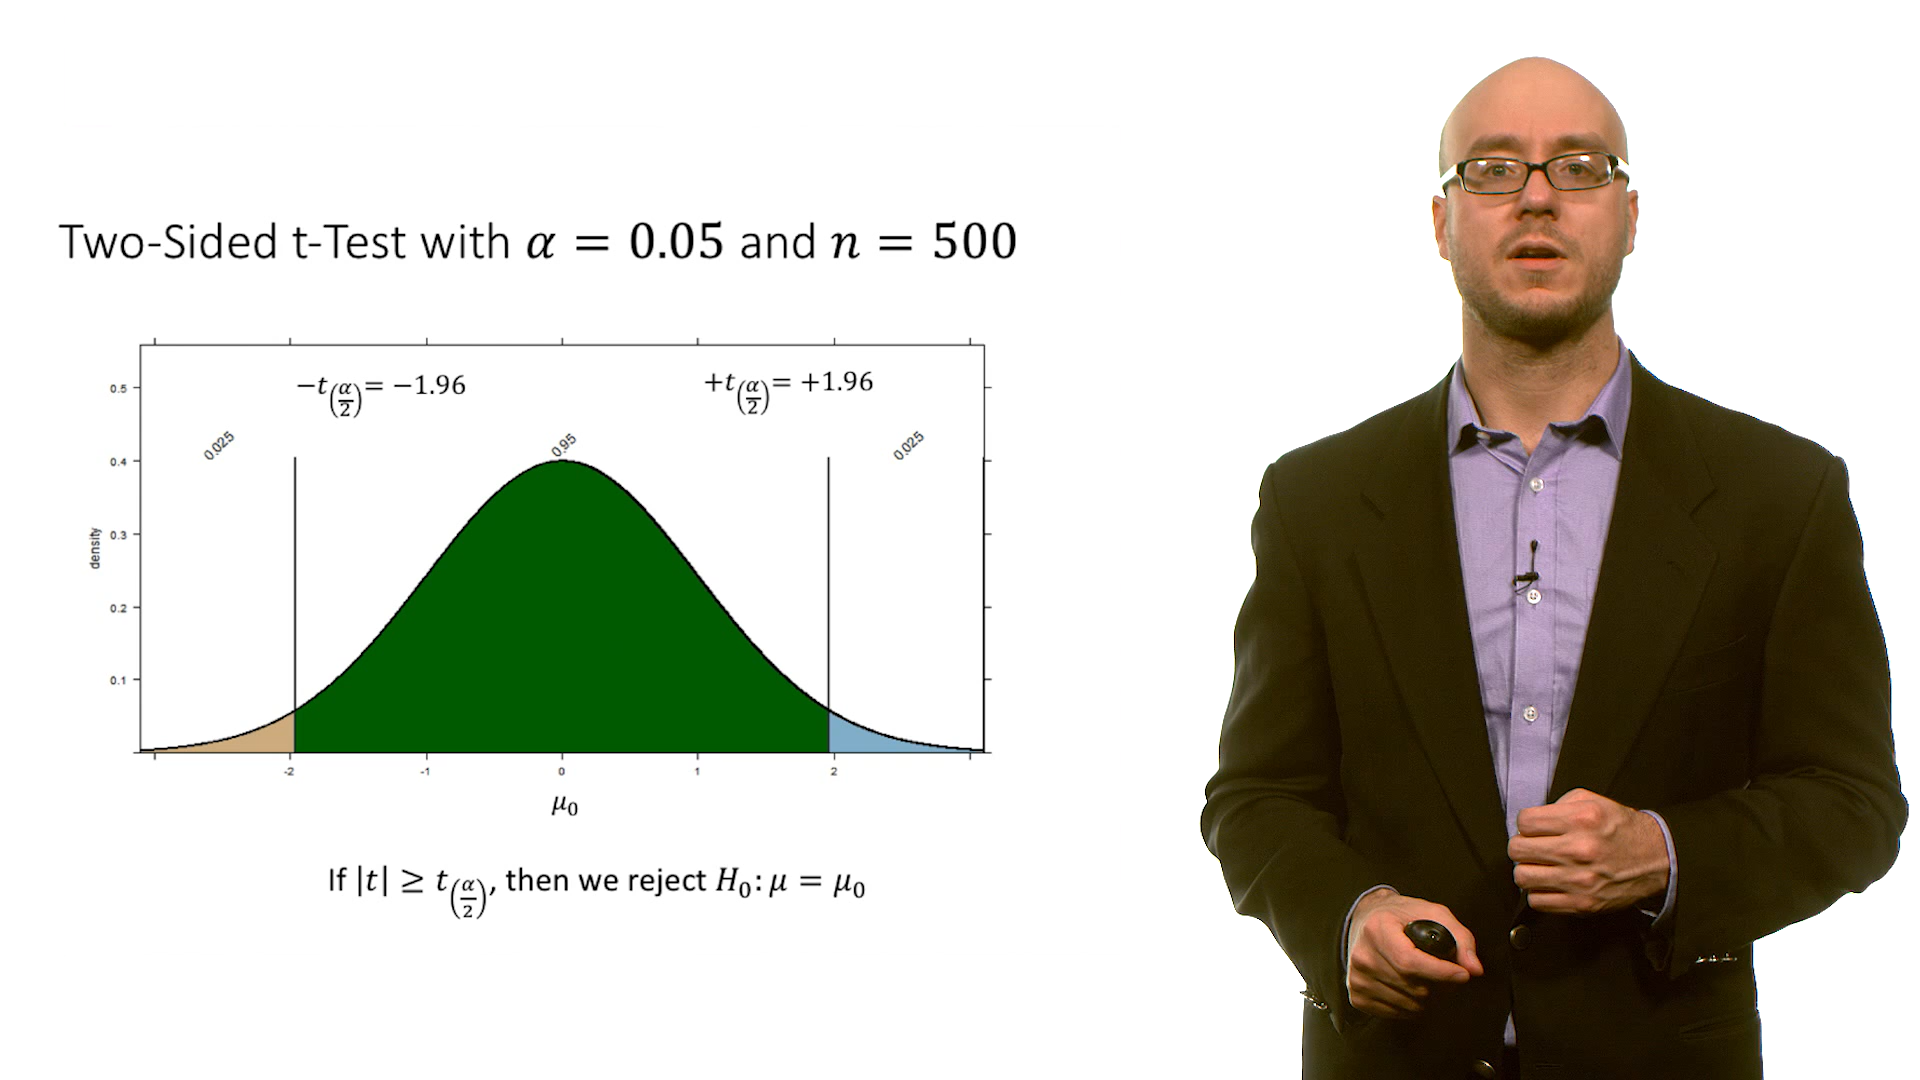 Two-Sided t-Test with α = 0.05 and n = 500
−t(α/2)= −1.96
+t(α/2)= +1.96
0.025
0.95
0.025
0.5
0.4
0.3
0.2
0.1
density
-2 -1 0 1 2
μ₀
If |t| ≥ t(α/2), then we reject H₀: μ = μ₀